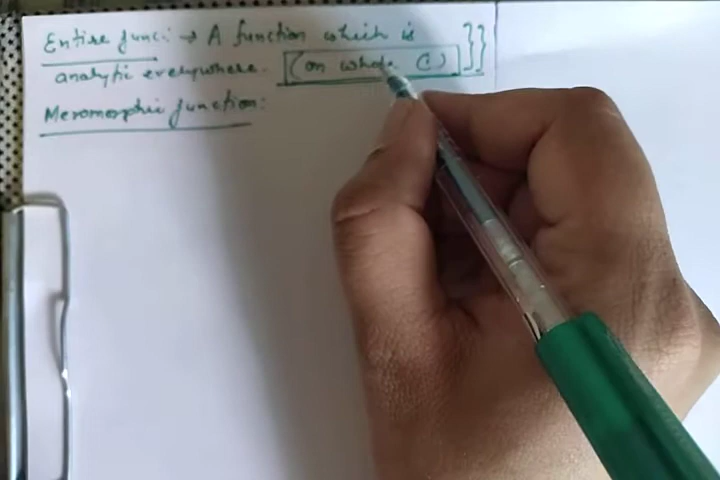 Entire func: → A function which is
analytic everywhere. (on whole ℂ) }}
Meromorphic function: